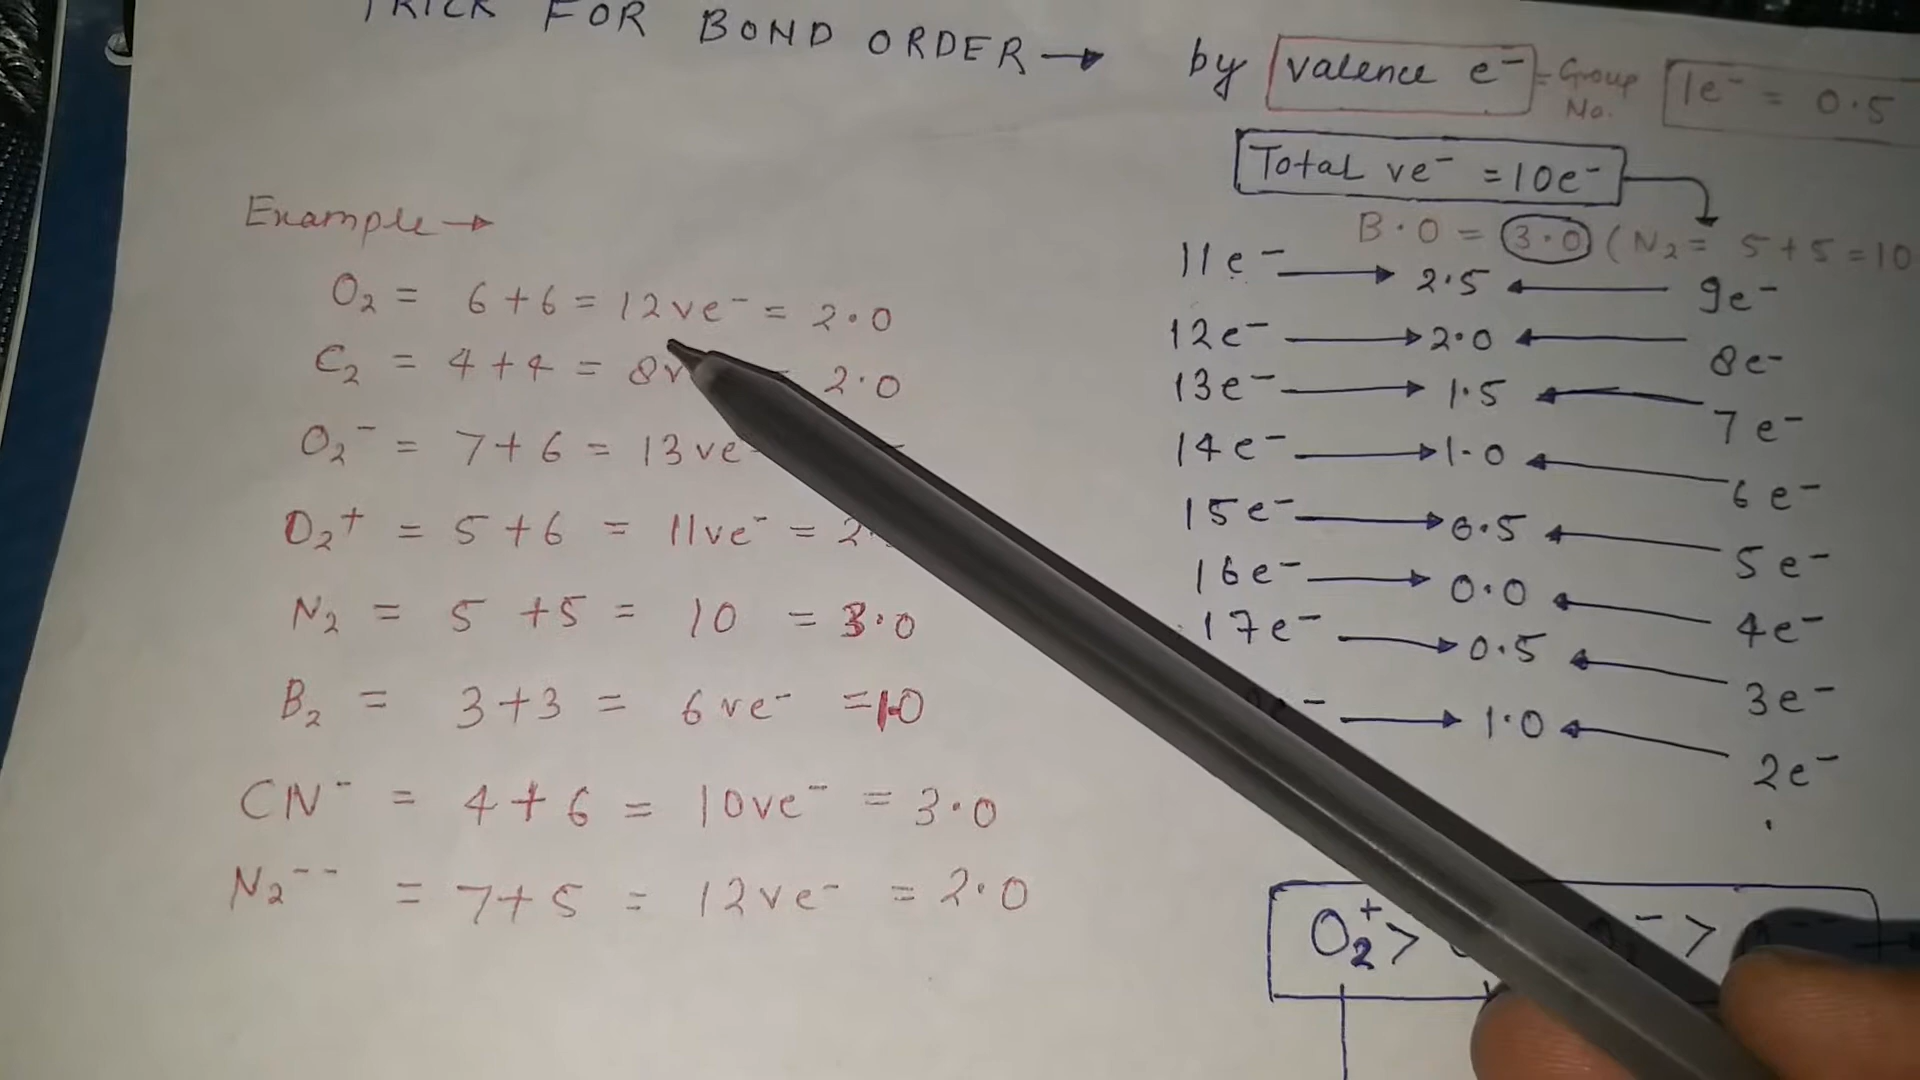 TRICK FOR BOND ORDER → by valence e⁻ = Group No.
1e⁻ = 0.5
Total ve⁻ = 10e⁻
B.O = 3.0 (N₂ = 5+5=10
Example →
O₂ = 6+6 = 12ve⁻ = 2.0
C₂ = 4+4 = 8v 2.0
O₂⁻ = 7+6 = 13ve
O₂⁺ = 5+6 = 11ve⁻ = 2.
N₂ = 5+5 = 10 = 3.0
B₂ = 3+3 = 6ve⁻ = 1.0
CN⁻ = 4+6 = 10ve⁻ = 3.0
N₂⁻⁻ = 7+5 = 12ve⁻ = 2.0
11e⁻ → 2.5 ← 9e⁻
12e⁻ → 2.0 ← 8e⁻
13e⁻ → 1.5 ← 7e⁻
14e⁻ → 1.0 ← 6e⁻
15e⁻ → 0.5 ← 5e⁻
16e⁻ → 0.0 ← 4e⁻
17e⁻ → 0.5 ← 3e⁻
→ 1.0 ← 2e⁻
O₂⁺ > ⁻ >